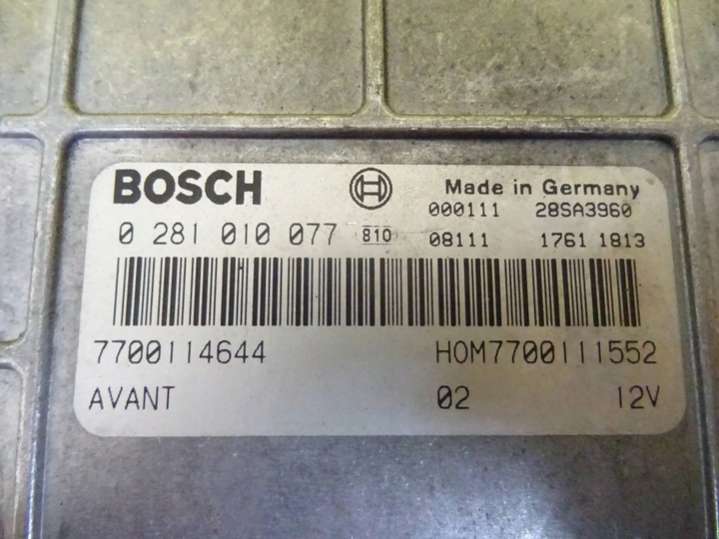 BOSCH Made in Germany
000111 28SA3960
0 281 010 077 810 08111 1761 1813
7700114644 HOM7700111552
AVANT 02 12V